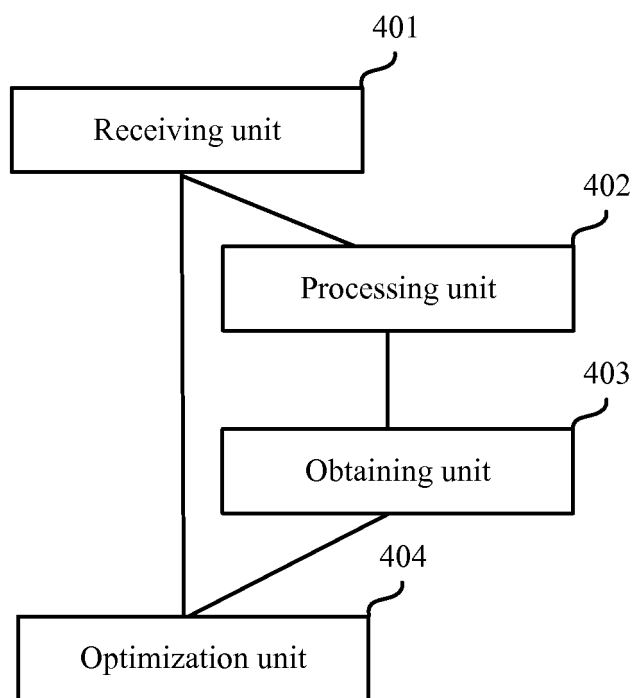 401
Receiving unit
402
Processing unit
403
Obtaining unit
404
Optimization unit